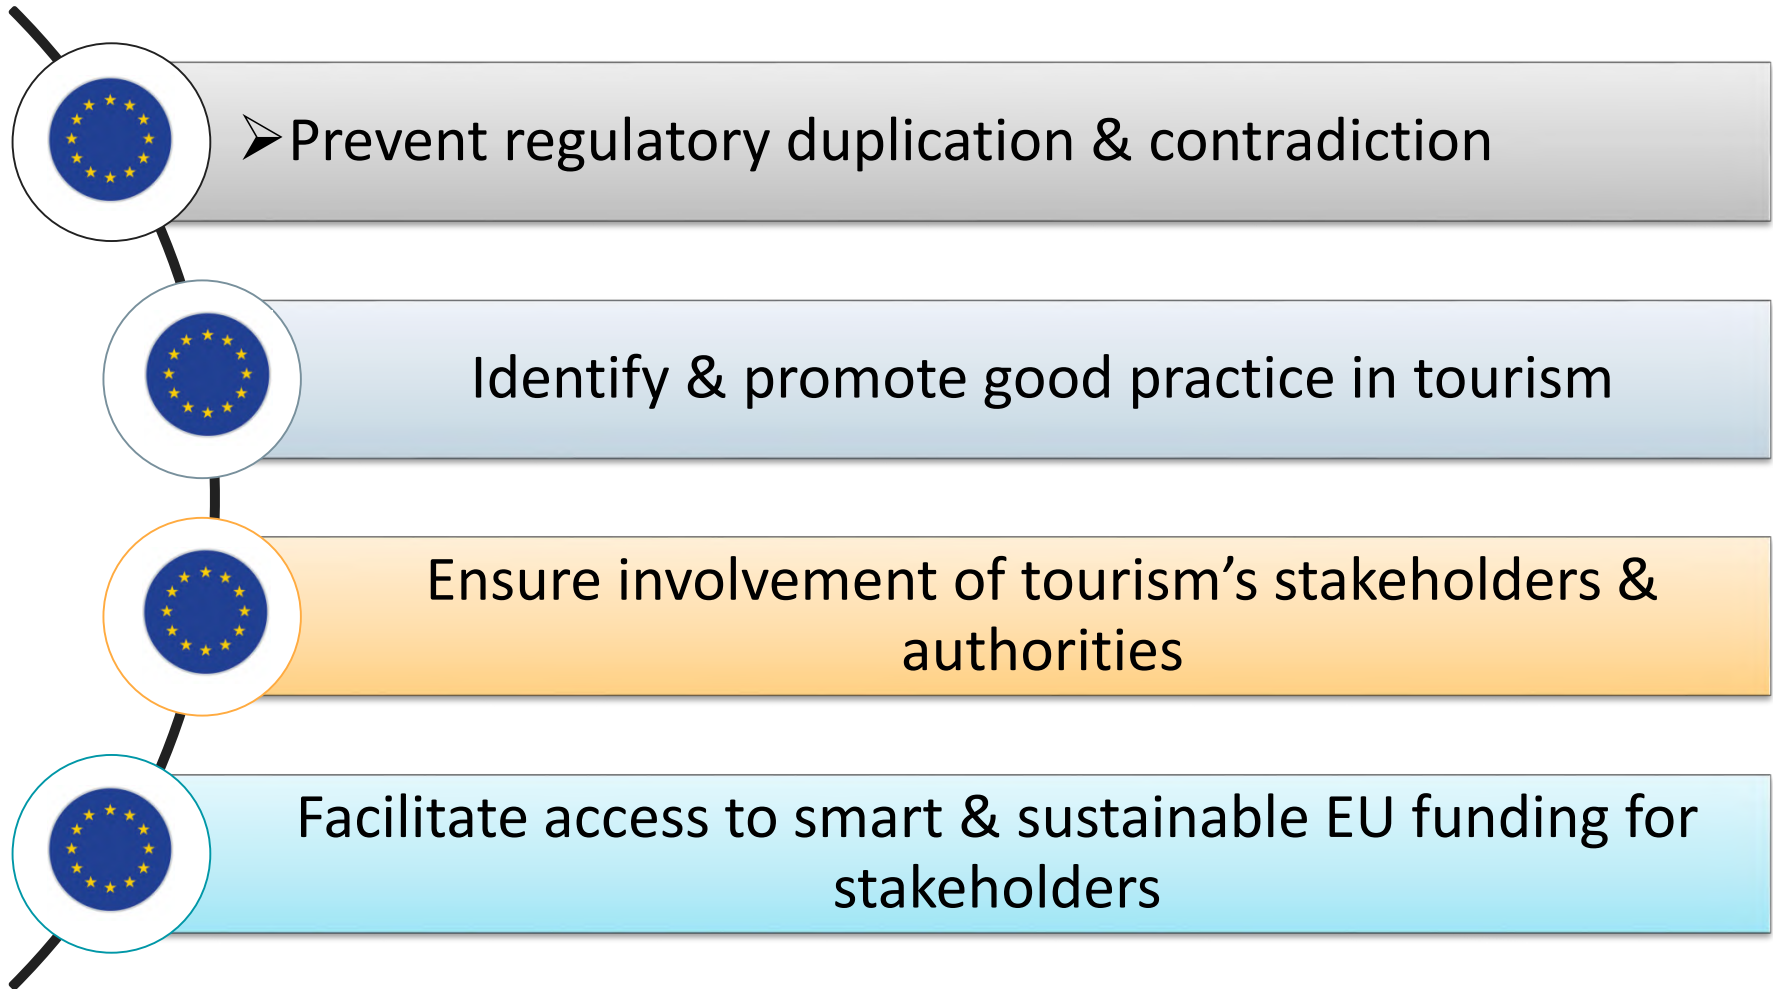 ➢Prevent regulatory duplication & contradiction
Identify & promote good practice in tourism
Ensure involvement of tourism’s stakeholders &
authorities
Facilitate access to smart & sustainable EU funding for
stakeholders